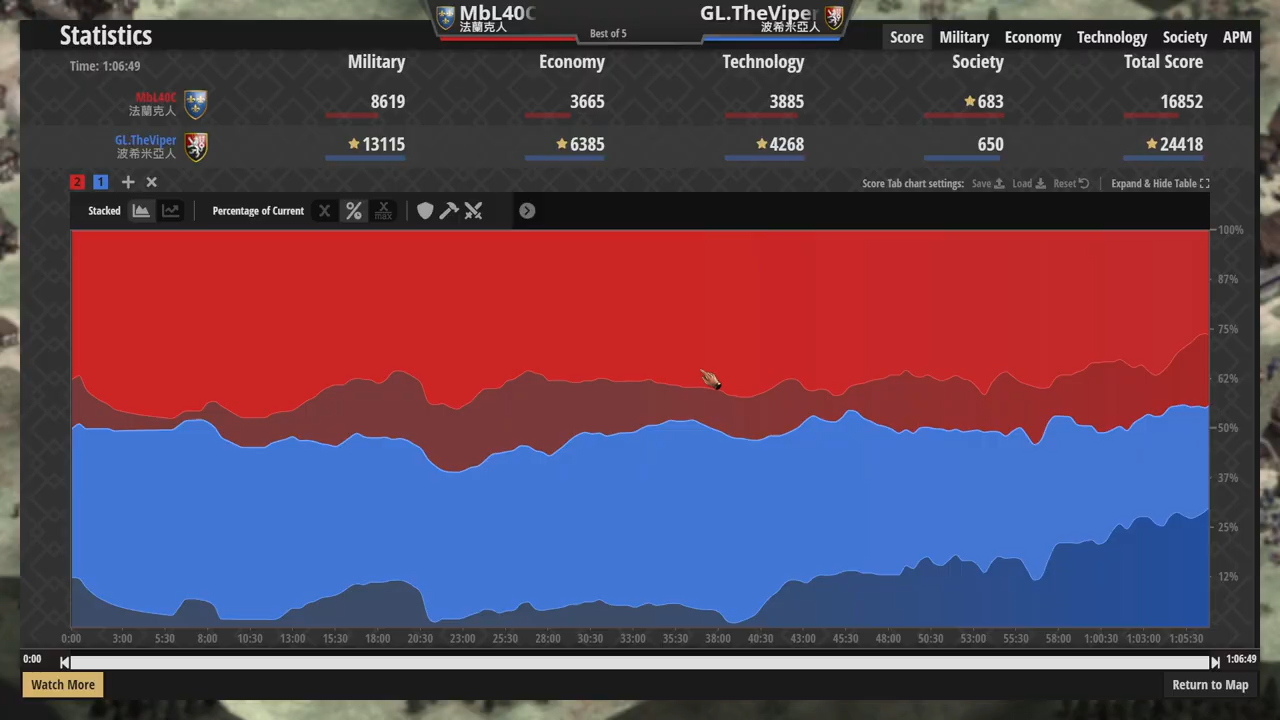 MbL40C
法蘭克人
Best of 5
GL.TheViper
波希米亞人
Statistics
Score Military Economy Technology Society APM
Time: 1:06:49
Military Economy Technology Society Total Score
MbL40C
法蘭克人
8619 3665 3885 683 16852
GL.TheViper
波希米亞人
13115 6385 4268 650 24418
2 1
Score Tab chart settings: Save Load Reset Expand & Hide Table
Stacked Percentage of Current X % X max
100%
87%
75%
62%
50%
37%
25%
12%
0:00 3:00 5:30 8:00 10:30 13:00 15:30 18:00 20:30 23:00 25:30 28:00 30:30 33:00 35:30 38:00 40:30 43:00 45:30 48:00 50:30 53:00 55:30 58:00 1:00:30 1:03:00 1:05:30
0:00 1:06:49
Watch More Return to Map